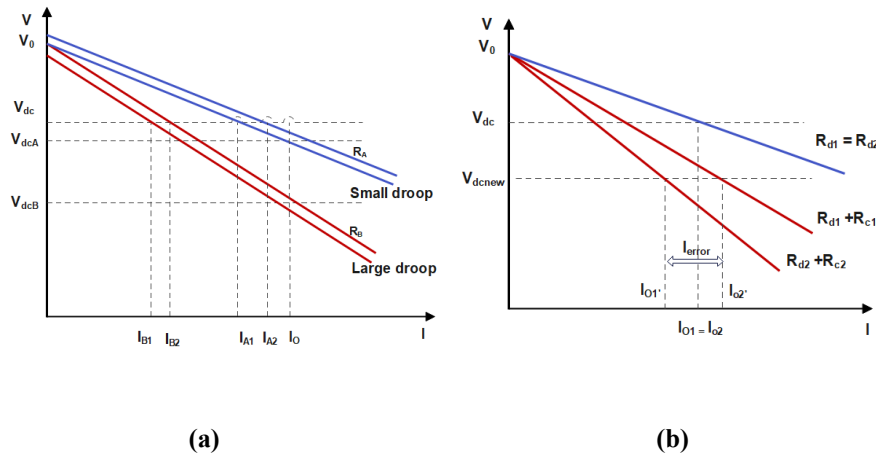 V
V0
Vdc
VdcA
VdcB
RA
Small droop
RB
Large droop
IB1
IB2
IA1
IA2
IO
I
(a)
V
V0
Vdc
Vdcnew
Rd1 = Rd2
Rd1 +Rc1
Rd2 +Rc2
Ierror
IO1'
Io2'
IO1 = Io2
I
(b)